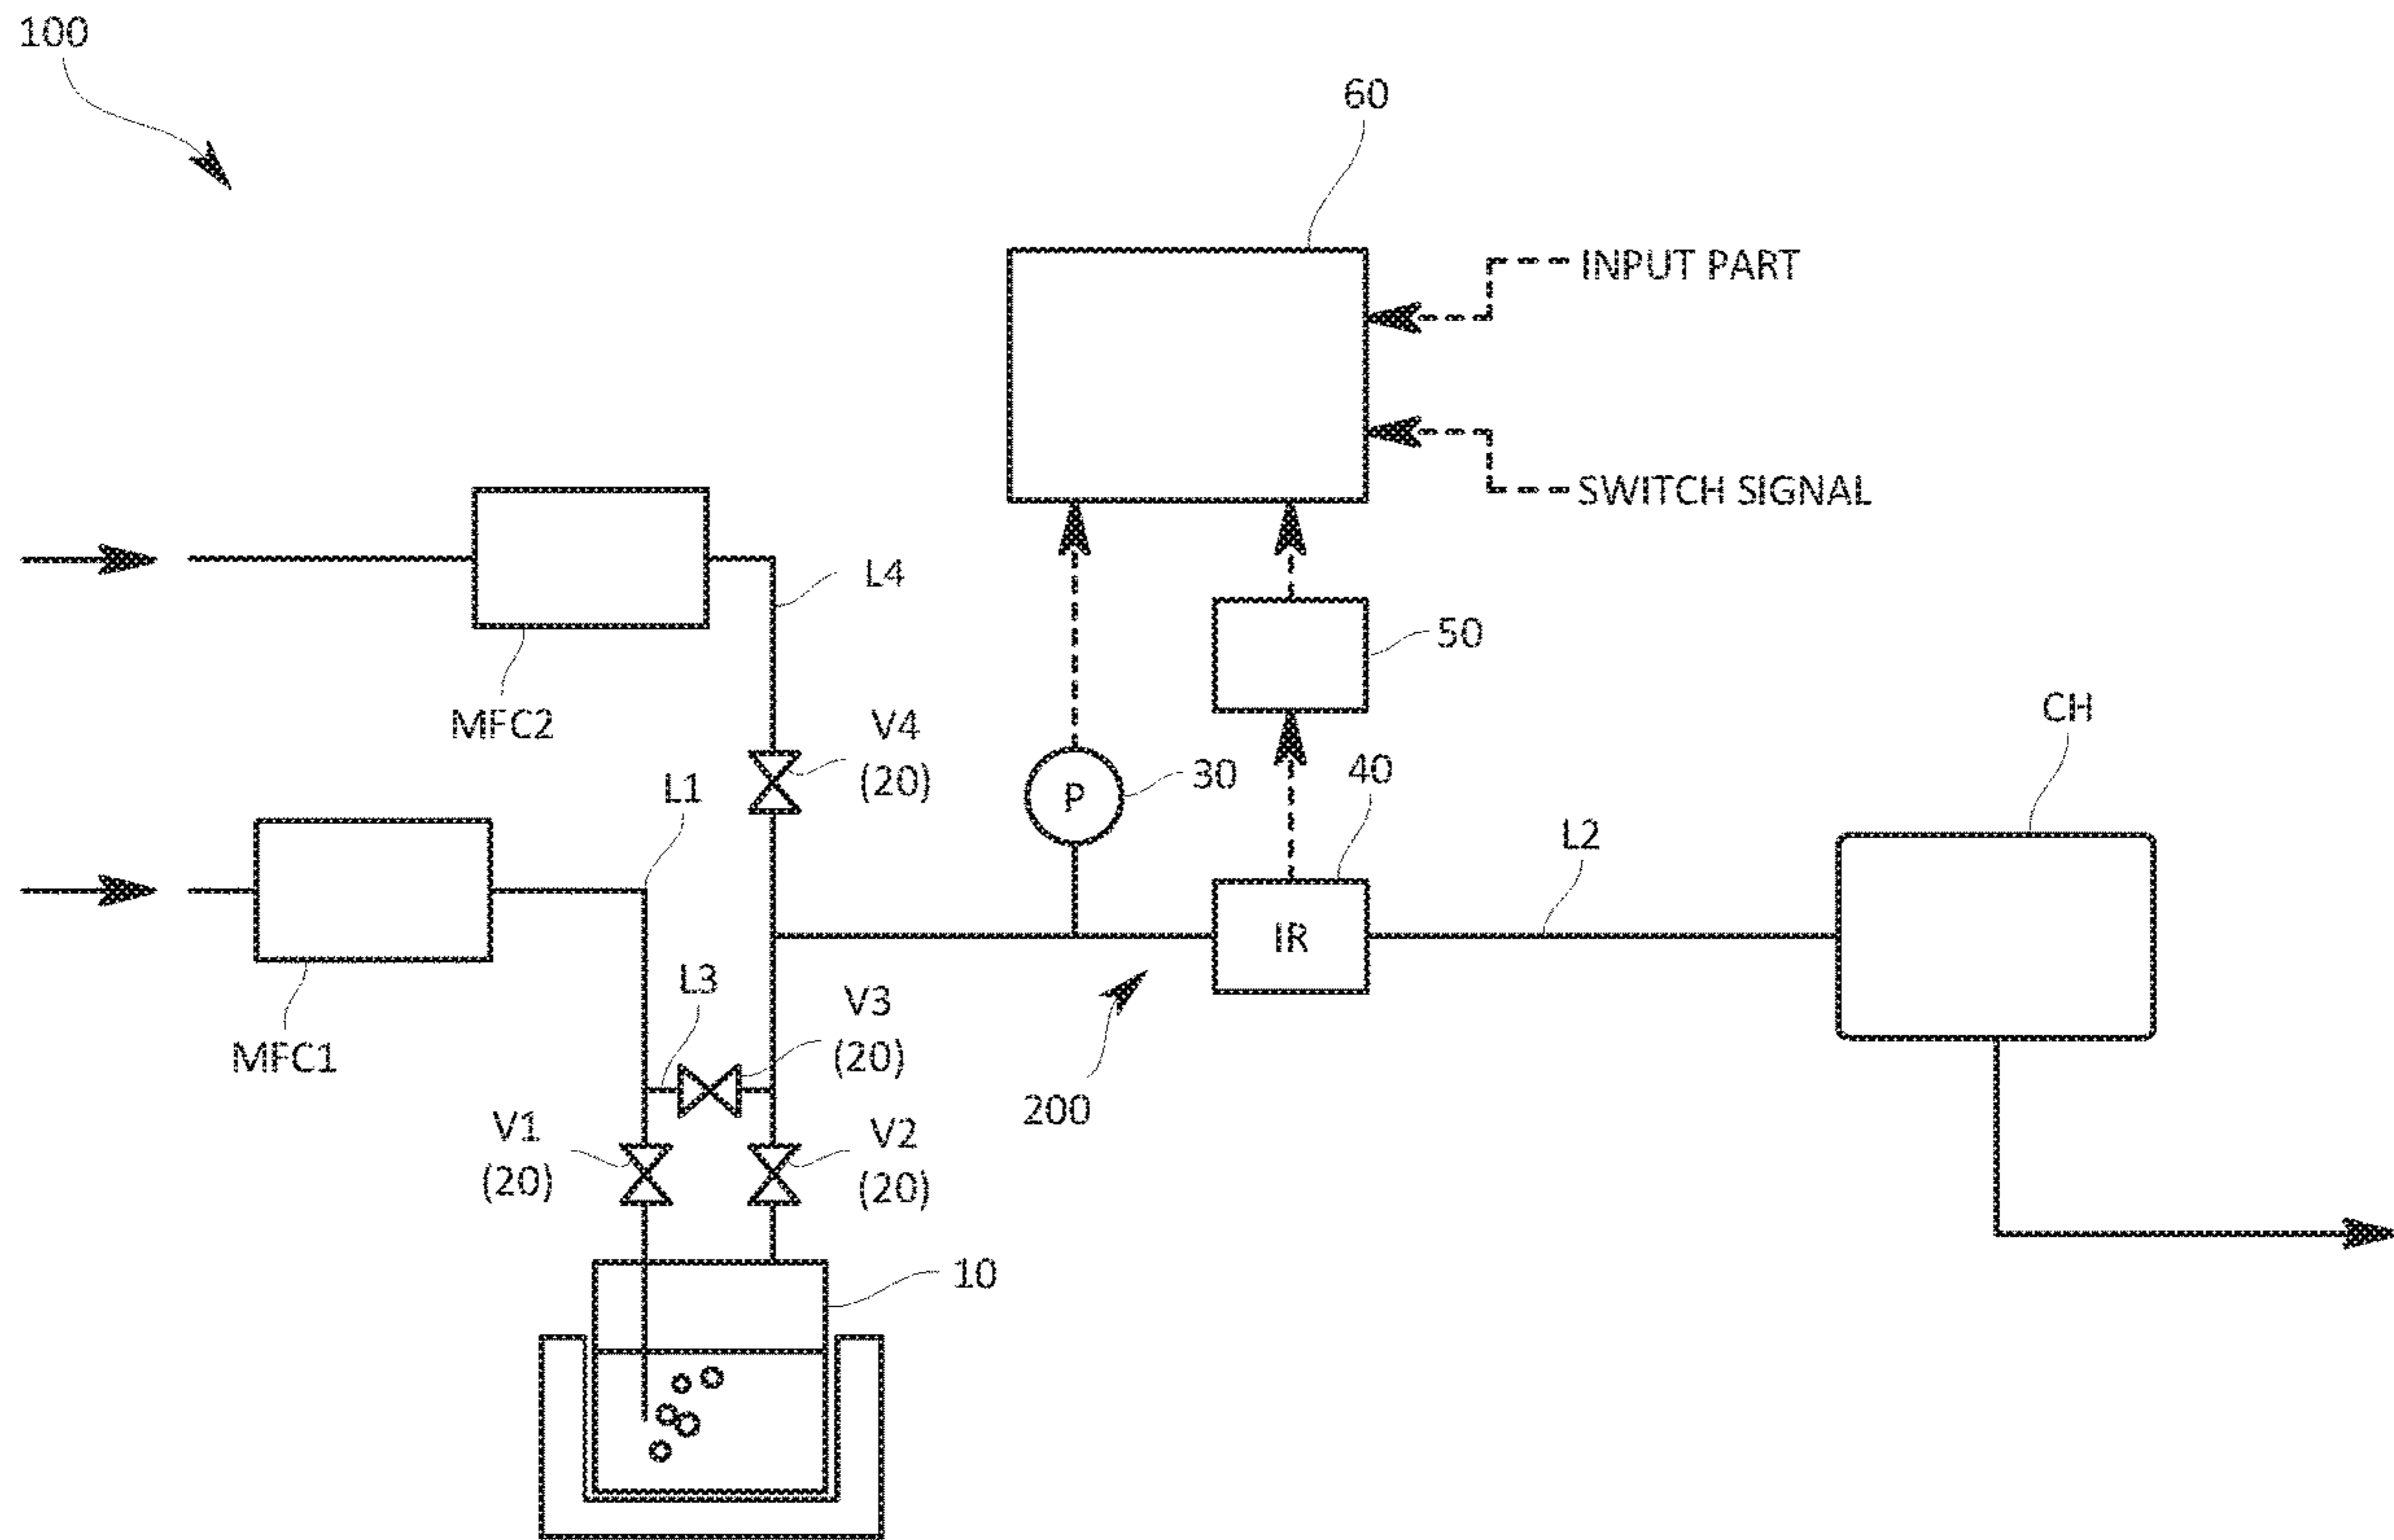 100
60
INPUT PART
SWITCH SIGNAL
L4
50
MFC2
V4
(20)
CH
30
40
P
L1
L2
IR
L3
V3
(20)
MFC1
200
V1
(20)
V2
(20)
10